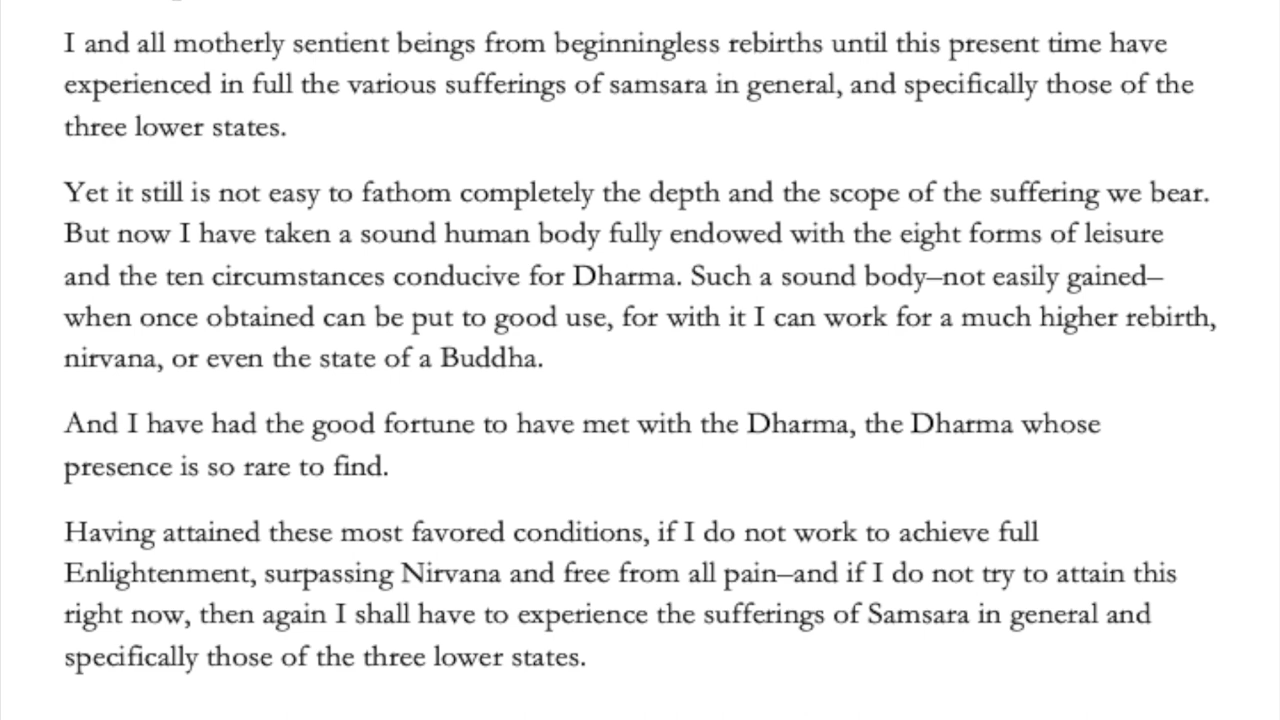 I and all motherly sentient beings from beginningless rebirths until this present time have
experienced in full the various sufferings of samsara in general, and specifically those of the
three lower states.
Yet it still is not easy to fathom completely the depth and the scope of the suffering we bear.
But now I have taken a sound human body fully endowed with the eight forms of leisure
and the ten circumstances conducive for Dharma. Such a sound body–not easily gained–
when once obtained can be put to good use, for with it I can work for a much higher rebirth,
nirvana, or even the state of a Buddha.
And I have had the good fortune to have met with the Dharma, the Dharma whose
presence is so rare to find.
Having attained these most favored conditions, if I do not work to achieve full
Enlightenment, surpassing Nirvana and free from all pain–and if I do not try to attain this
right now, then again I shall have to experience the sufferings of Samsara in general and
specifically those of the three lower states.